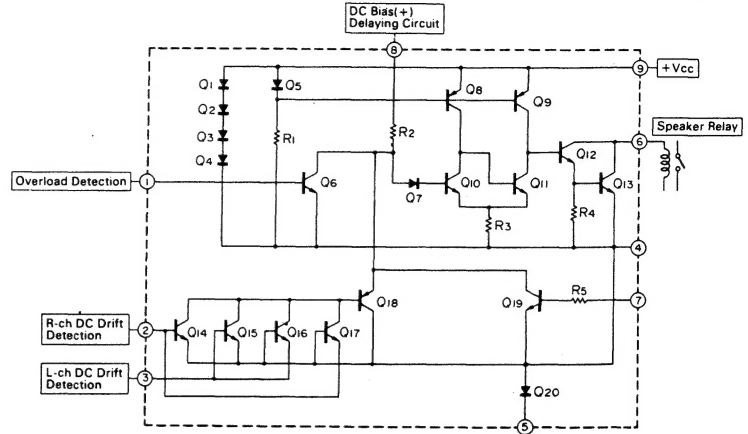 DC Bias(+)
Delaying Circuit
8
9
+Vcc
Q1
Q5
Q8
Q9
Q2
Speaker Relay
Q3
R1
R2
Q12
6
Q4
Overload Detection
1
Q6
Q7
Q10
Q11
Q13
R3
R4
4
R5
7
Q18
Q19
R-ch DC Drift
Detection
2
Q14
Q15
Q16
Q17
L-ch DC Drift
Detection
3
Q20
5